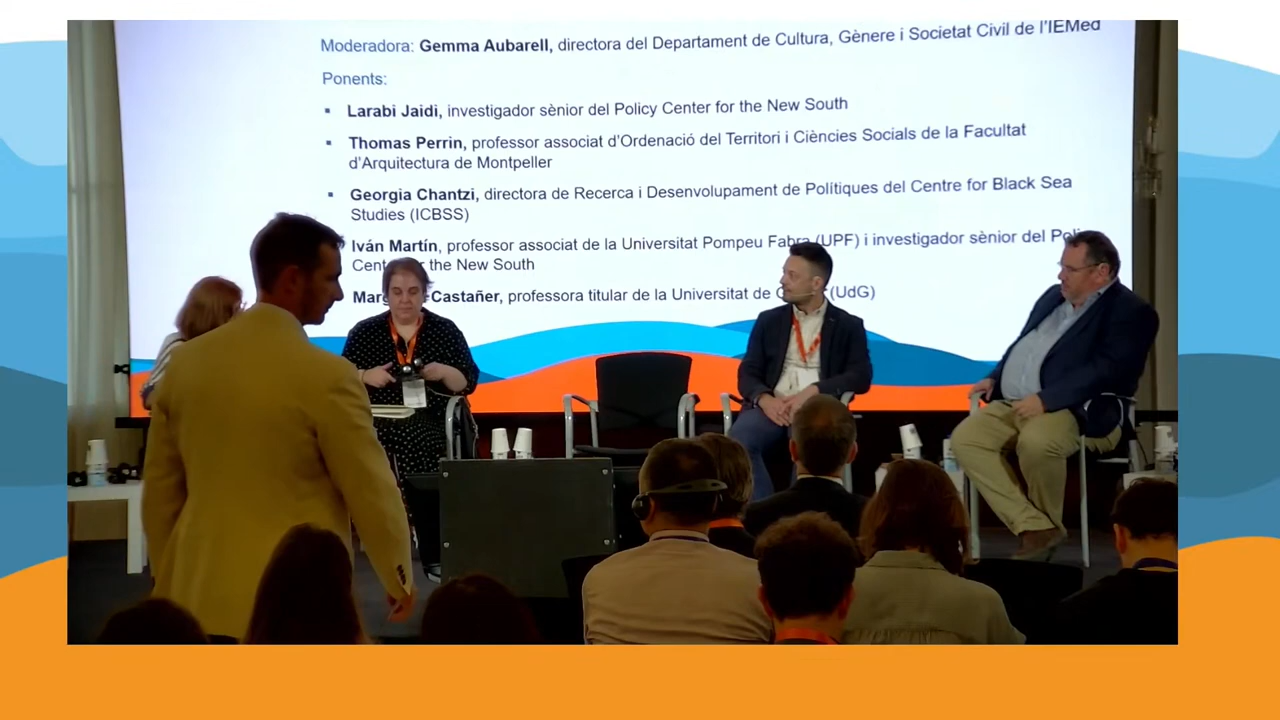 Moderadora: Gemma Aubarell, directora del Departament de Cultura, Gènere i Societat Civil de l'IEMed
Ponents:
▪ Larabi Jaidi, investigador sènior del Policy Center for the New South
▪ Thomas Perrin, professor associat d'Ordenació del Territori i Ciències Socials de la Facultat
d'Arquitectura de Montpeller
▪ Georgia Chantzi, directora de Recerca i Desenvolupament de Polítiques del Centre for Black Sea
Studies (ICBSS)
Iván Martín, professor associat de la Universitat Pompeu Fabra (UPF) i investigador sènior del
the New South
Castañer, professora titular de la Universitat de (UdG)